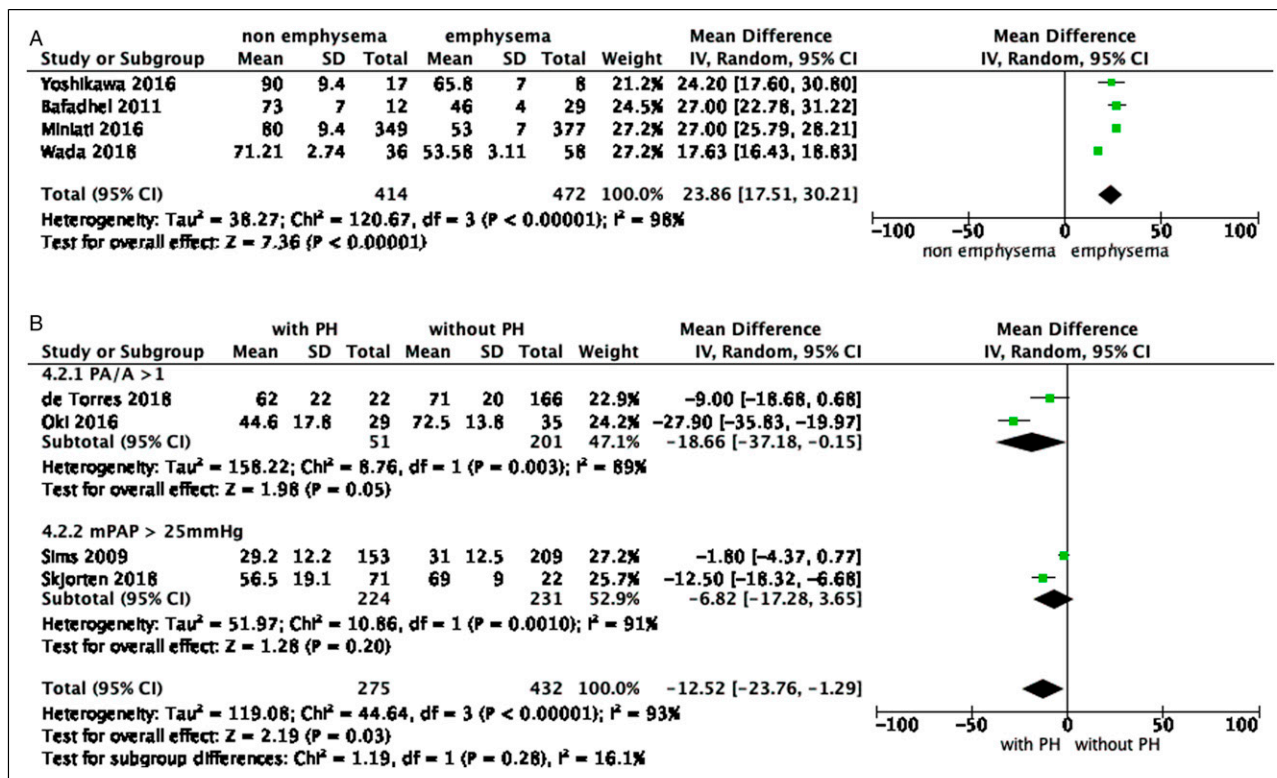 A
non emphysema emphysema Mean Difference Mean Difference
Study or Subgroup Mean SD Total Mean SD Total Weight IV, Random, 95% CI IV, Random, 95% CI
Yoshikawa 2016 90 9.4 17 65.8 7 8 21.2% 24.20 [17.60, 30.80]
Bafadhel 2011 73 7 12 46 4 29 24.5% 27.00 [22.78, 31.22]
Miniati 2016 80 9.4 349 53 7 377 27.2% 27.00 [25.79, 28.21]
Wada 2018 71.21 2.74 36 53.58 3.11 58 27.2% 17.63 [16.43, 18.83]
Total (95% CI) 414 472 100.0% 23.86 [17.51, 30.21]
Heterogeneity: Tau² = 38.27; Chi² = 120.67, df = 3 (P < 0.00001); I² = 98%
Test for overall effect: Z = 7.36 (P < 0.00001)
-100 -50 0 50 100
non emphysema emphysema
B
with PH without PH Mean Difference Mean Difference
Study or Subgroup Mean SD Total Mean SD Total Weight IV, Random, 95% CI IV, Random, 95% CI
4.2.1 PA/A >1
de Torres 2018 62 22 22 71 20 166 22.9% -9.00 [-18.68, 0.68]
Oki 2016 44.6 17.8 29 72.5 13.8 35 24.2% -27.90 [-35.83, -19.97]
Subtotal (95% CI) 51 201 47.1% -18.66 [-37.18, -0.15]
Heterogeneity: Tau² = 158.22; Chi² = 8.76, df = 1 (P = 0.003); I² = 89%
Test for overall effect: Z = 1.98 (P = 0.05)
4.2.2 mPAP > 25mmHg
Sims 2009 29.2 12.2 153 31 12.5 209 27.2% -1.80 [-4.37, 0.77]
Skjorten 2018 56.5 19.1 71 69 9 22 25.7% -12.50 [-18.32, -6.68]
Subtotal (95% CI) 224 231 52.9% -6.82 [-17.28, 3.65]
Heterogeneity: Tau² = 51.97; Chi² = 10.86, df = 1 (P = 0.0010); I² = 91%
Test for overall effect: Z = 1.28 (P = 0.20)
Total (95% CI) 275 432 100.0% -12.52 [-23.76, -1.29]
Heterogeneity: Tau² = 119.08; Chi² = 44.64, df = 3 (P < 0.00001); I² = 93%
Test for overall effect: Z = 2.19 (P = 0.03)
Test for subgroup differences: Chi² = 1.19, df = 1 (P = 0.28), I² = 16.1%
-100 -50 0 50 100
with PH without PH